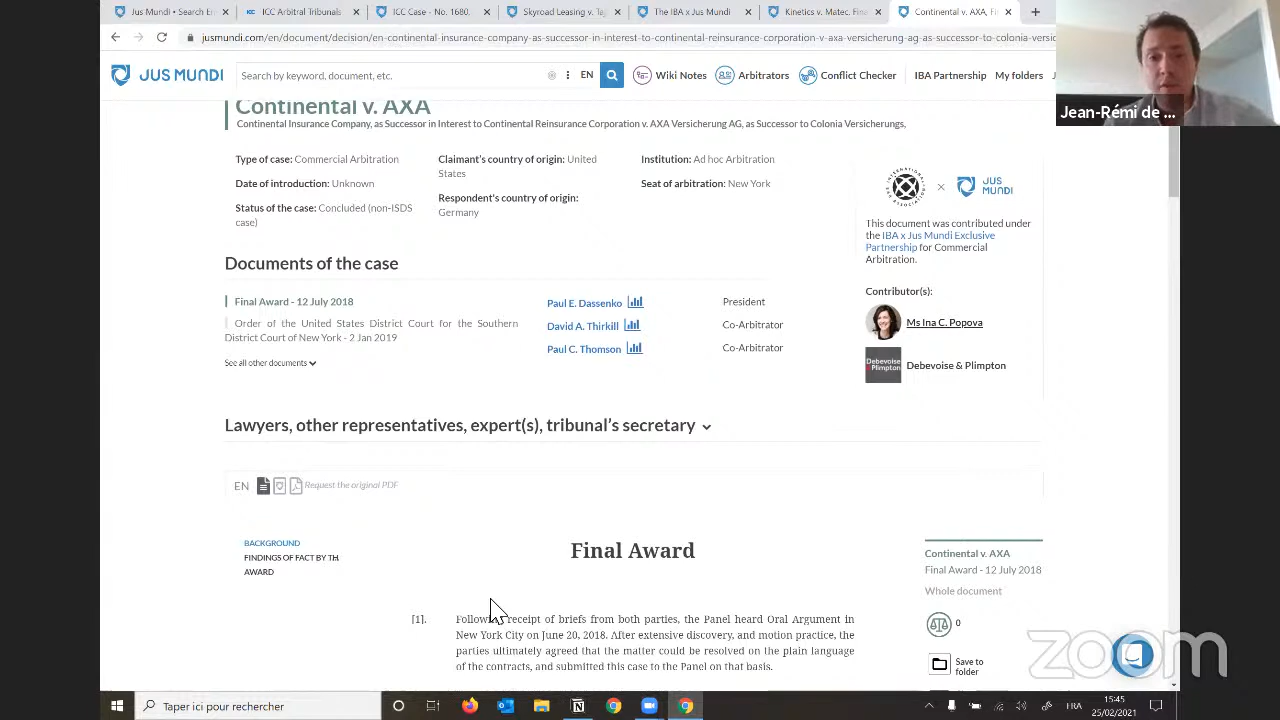 Jus Mundi | Search
ICC Arbitral Tribunals
ICC Case - No. 1680.
Skyroad Leasing v. Taj
The IBA x Jus Mundi
Kinetics v. Matec. Fina
Continental v. AXA, Fi
jusmundi.com/en/document/decision/en-continental-insurance-company-as-successor-in-interest-to-continental-reinsurance-corporation-v-axa-versicherung-ag-as-successor-to-colonia-versi
JUS MUNDI
Search by keyword, document, etc.
EN
Wiki Notes
Arbitrators
Conflict Checker
IBA Partnership
My folders
Jean-Rémi de ...
Continental v. AXA
Continental Insurance Company, as Successor in Interest to Continental Reinsurance Corporation v. AXA Versicherung AG, as Successor to Colonia Versicherungs,
Type of case: Commercial Arbitration
Date of introduction: Unknown
Status of the case: Concluded (non-ISDS
case)
Claimant's country of origin: United
States
Respondent's country of origin:
Germany
Institution: Ad hoc Arbitration
Seat of arbitration: New York
INTERNATIONAL BAR ASSOCIATION
JUS
MUNDI
This document was contributed under
the IBA x Jus Mundi Exclusive
Partnership for Commercial
Arbitration.
Contributor(s):
Ms Ina C. Popova
Debevoise
Plimpton
Debevoise & Plimpton
Documents of the case
Final Award - 12 July 2018
Order of the United States District Court for the Southern
District Court of New York - 2 Jan 2019
See all other documents
Paul E. Dassenko
President
David A. Thirkill
Co-Arbitrator
Paul C. Thomson
Co-Arbitrator
Lawyers, other representatives, expert(s), tribunal's secretary
EN
Request the original PDF
BACKGROUND
FINDINGS OF FACT BY TH
AWARD
Final Award
[1].
receipt of briefs from both parties, the Panel heard Oral Argument in
New York City on June 20, 2018. After extensive discovery, and motion practice, the
parties ultimately agreed that the matter could be resolved on the plain language
of the contracts, and submitted this case to the Panel on that basis.
Continental v. AXA
Final Award - 12 July 2018
Whole document
0
Save to
folder
zoom
Taper ici pour rechercher
FRA
15:45
25/02/2021